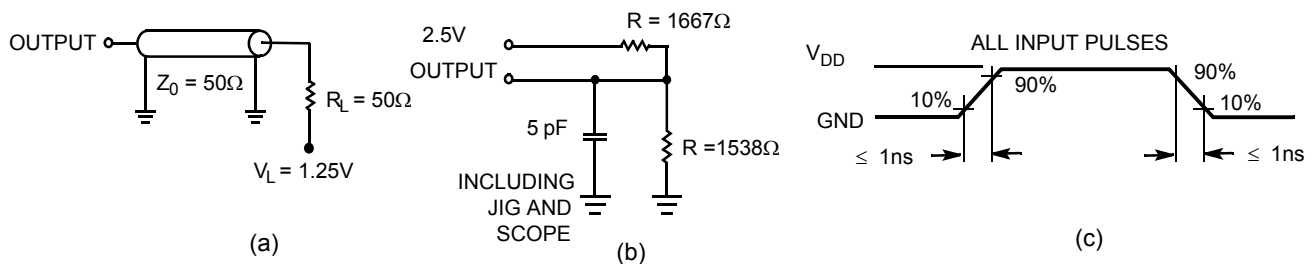 OUTPUT
Z0 = 50Ω
RL = 50Ω
VL = 1.25V
(a)
R = 1667Ω
2.5V
OUTPUT
5 pF
R =1538Ω
INCLUDING
JIG AND
SCOPE
(b)
ALL INPUT PULSES
VDD
90%
90%
10%
10%
GND
≤ 1ns
≤ 1ns
(c)